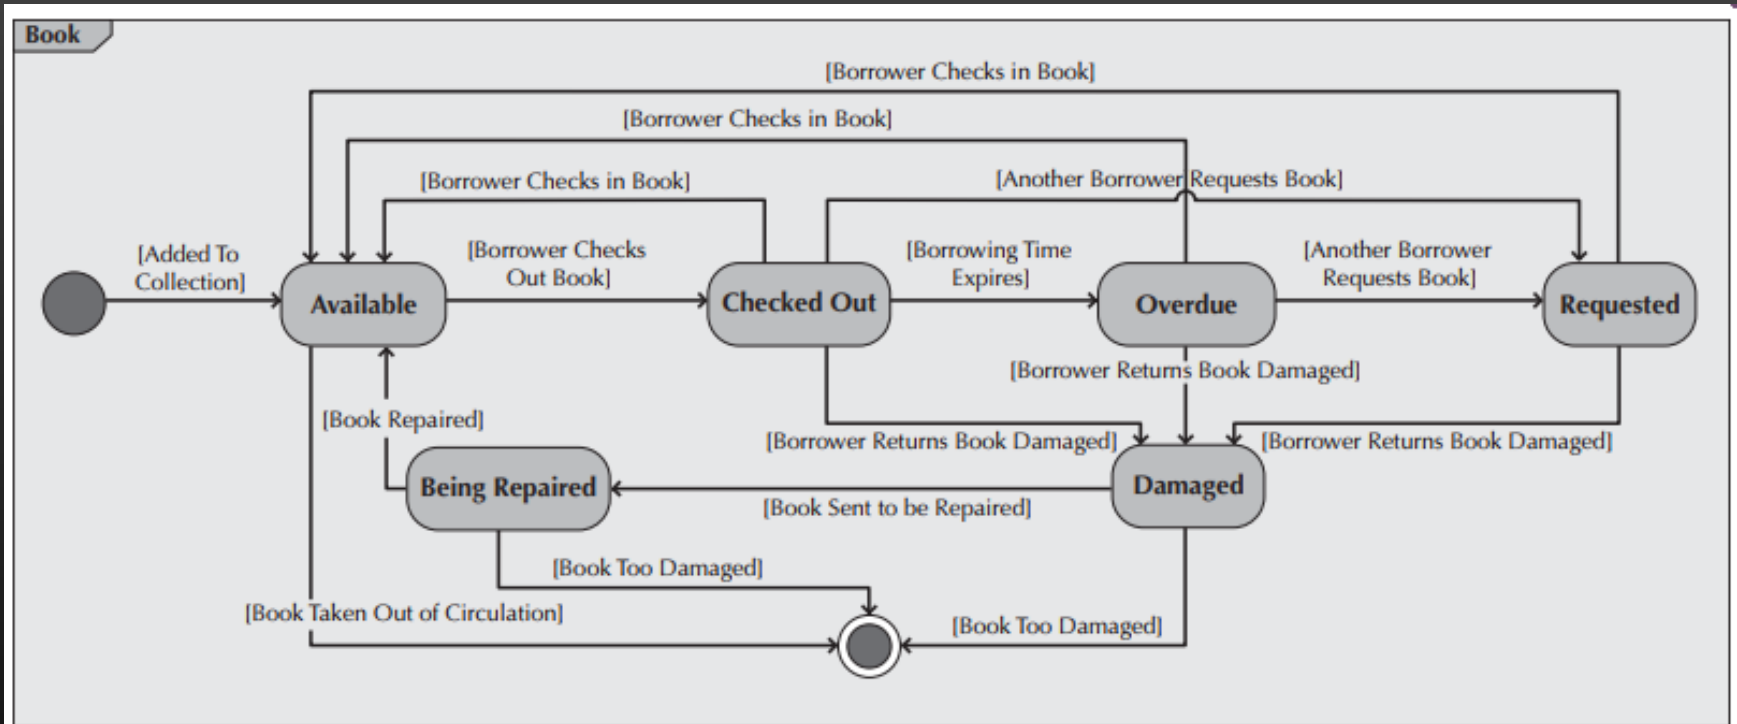 Book
[Borrower Checks in Book]
[Borrower Checks in Book]
[Borrower Checks in Book]
[Another Borrower Requests Book]
[Added To
Collection]
[Borrower Checks
Out Book]
[Borrowing Time
Expires]
[Another Borrower
Requests Book]
Available
Checked Out
Overdue
Requested
[Borrower Returns Book Damaged]
[Book Repaired]
[Borrower Returns Book Damaged]
[Borrower Returns Book Damaged]
Being Repaired
Damaged
[Book Sent to be Repaired]
[Book Too Damaged]
[Book Taken Out of Circulation]
[Book Too Damaged]